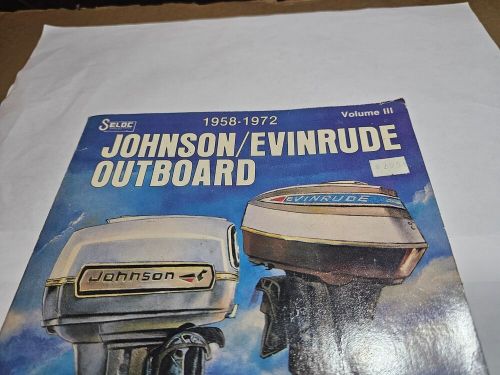 SELOC
1958-1972
Volume III
JOHNSON/EVINRUDE
OUTBOARD
EVINRUDE
Johnson